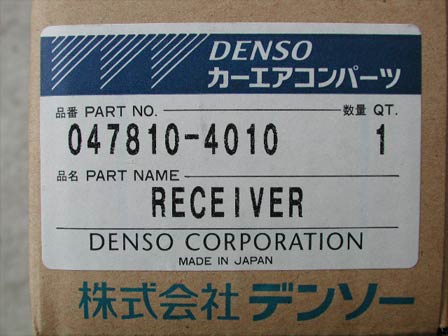 DENSO
カーエアコンパーツ
品番 PART NO. 数量 QT.
047810-4010 1
品名 PART NAME
RECEIVER
DENSO CORPORATION
MADE IN JAPAN
株式会社 デンソー